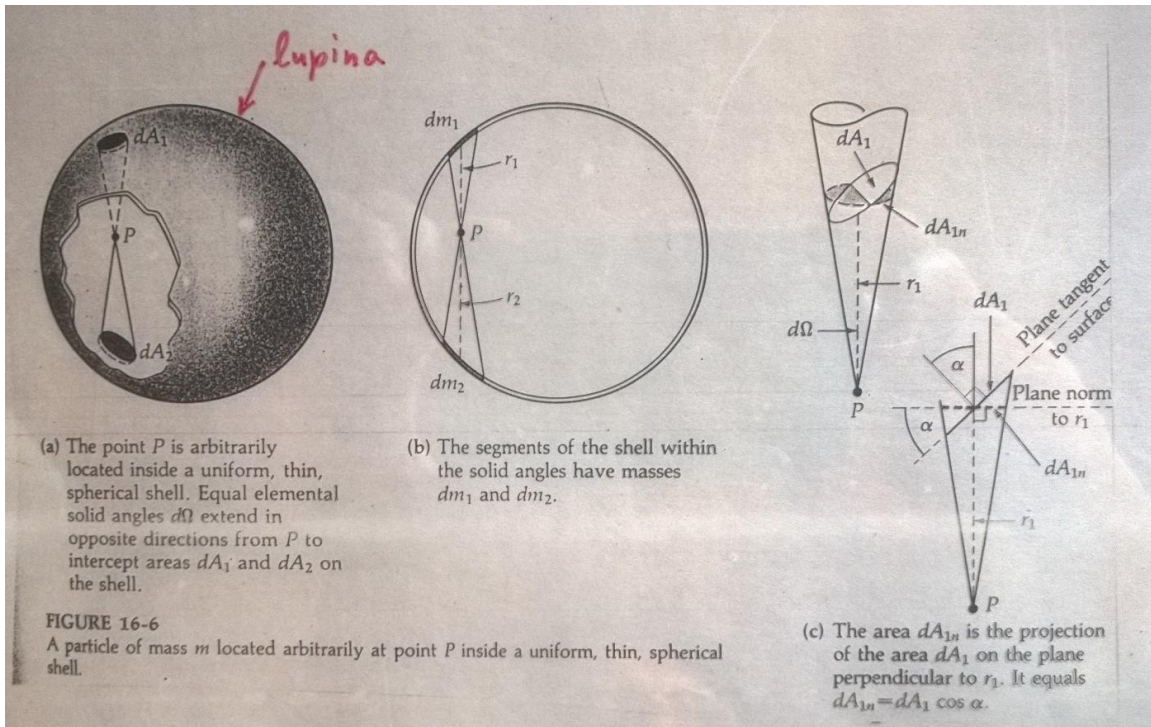 lupina
dA₁
P
dA₂
dm₁
r₁
P
r₂
dm₂
dA₁
dA₁ₙ
r₁
dΩ
P
dA₁
Plane tangent
to surface
α
Plane norm
to r₁
α
dA₁ₙ
r₁
P
(a) The point P is arbitrarily
located inside a uniform, thin,
spherical shell. Equal elemental
solid angles dΩ extend in
opposite directions from P to
intercept areas dA₁ and dA₂ on
the shell.
(b) The segments of the shell within
the solid angles have masses
dm₁ and dm₂.
(c) The area dA₁ₙ is the projection
of the area dA₁ on the plane
perpendicular to r₁. It equals
dA₁ₙ=dA₁ cos α.
FIGURE 16-6
A particle of mass m located arbitrarily at point P inside a uniform, thin, spherical
shell.